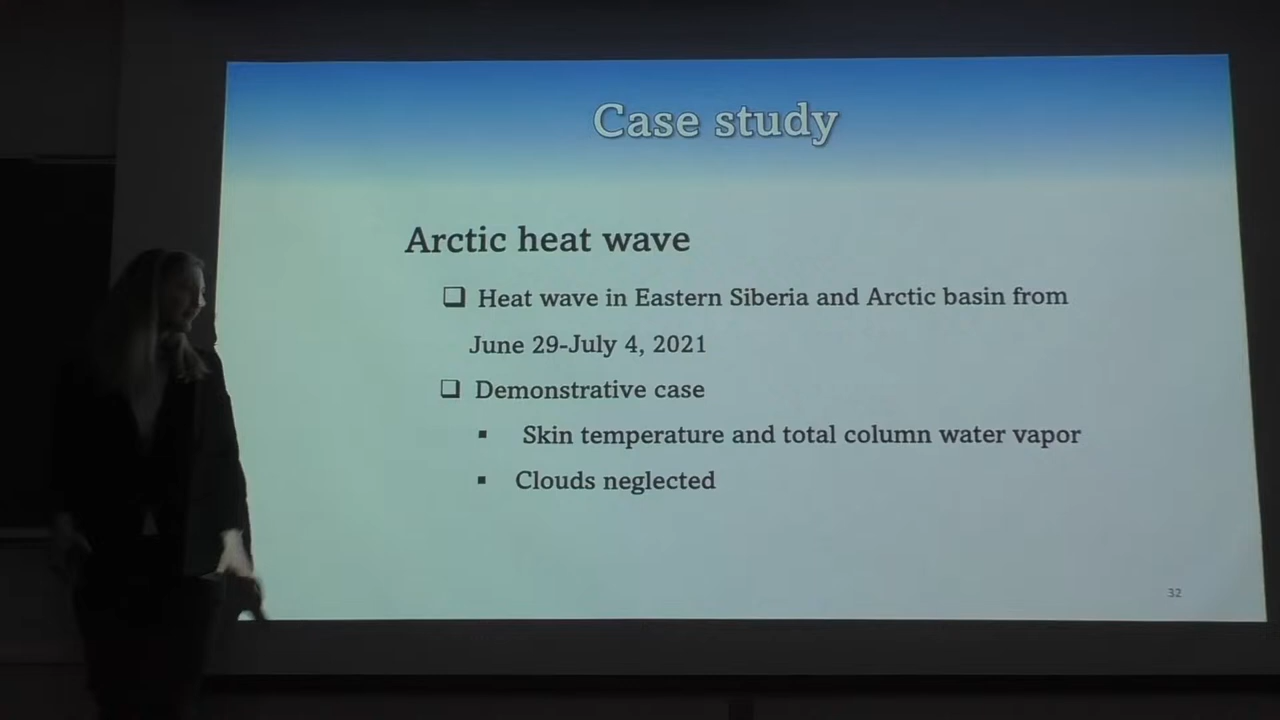 Case study
Arctic heat wave
❑ Heat wave in Eastern Siberia and Arctic basin from
June 29-July 4, 2021
❑ Demonstrative case
▪ Skin temperature and total column water vapor
▪ Clouds neglected
32